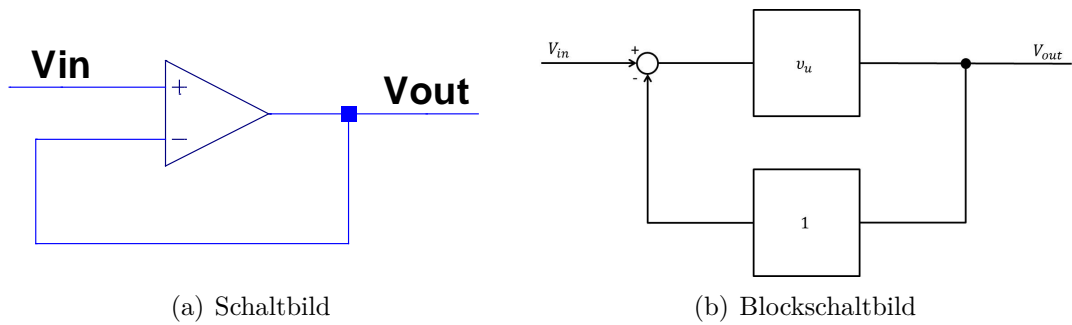 Vin
+
−
Vout
(a) Schaltbild
V_in
+
-
v_u
V_out
1
(b) Blockschaltbild